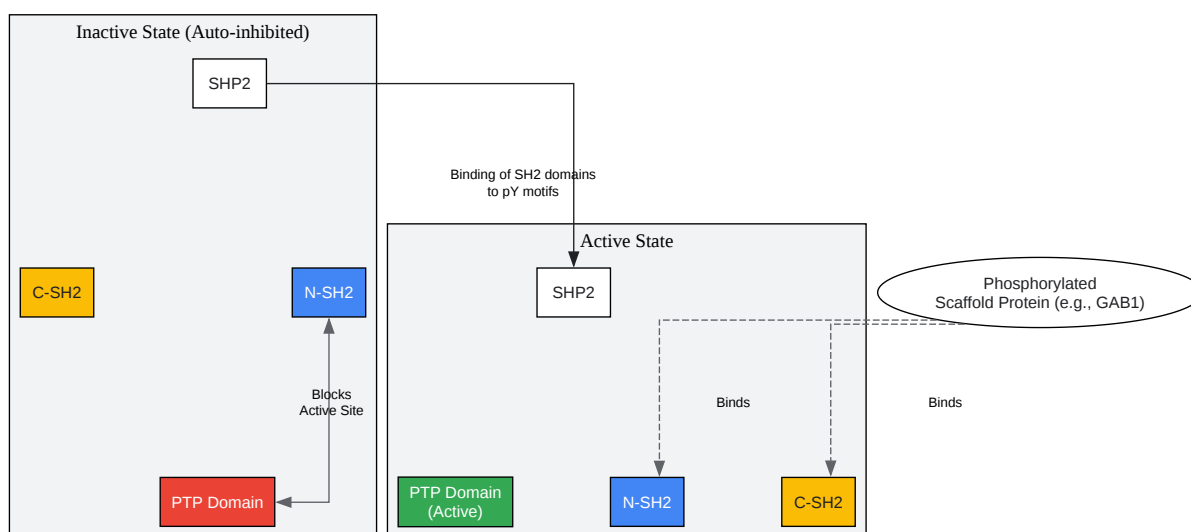 Inactive State (Auto-inhibited)
SHP2
Binding of SH2 domains
to pY motifs
Active State
C-SH2
N-SH2
SHP2
Phosphorylated
Scaffold Protein (e.g., GAB1)
Blocks
Active Site
Binds
Binds
PTP Domain
PTP Domain
(Active)
N-SH2
C-SH2